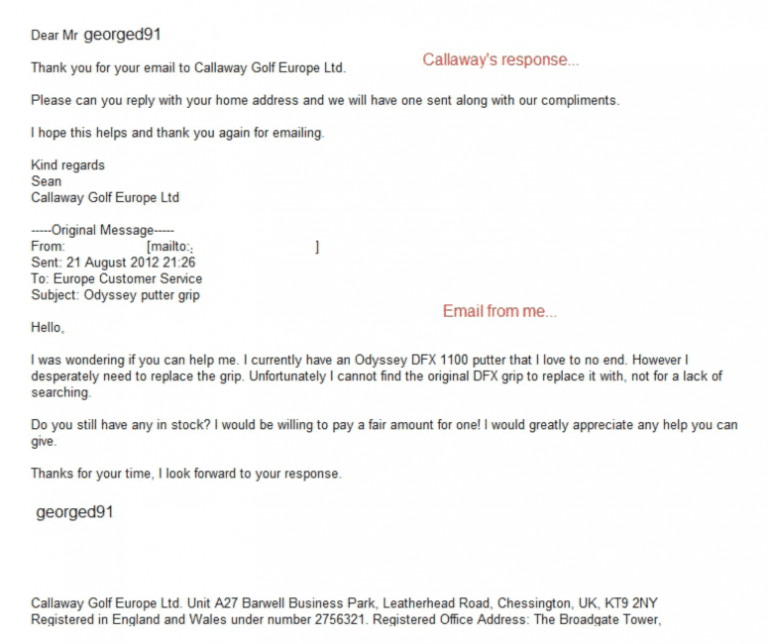 Dear Mr georged91
Callaway's response...
Thank you for your email to Callaway Golf Europe Ltd.
Please can you reply with your home address and we will have one sent along with our compliments.
I hope this helps and thank you again for emailing.
Kind regards
Sean
Callaway Golf Europe Ltd
-----Original Message-----
From: [mailto:; ]
Sent: 21 August 2012 21:26
To: Europe Customer Service
Subject: Odyssey putter grip
Email from me...
Hello,
I was wondering if you can help me. I currently have an Odyssey DFX 1100 putter that I love to no end. However I
desperately need to replace the grip. Unfortunately I cannot find the original DFX grip to replace it with, not for a lack of
searching.
Do you still have any in stock? I would be willing to pay a fair amount for one! I would greatly appreciate any help you can
give.
Thanks for your time, I look forward to your response.
georged91
Callaway Golf Europe Ltd. Unit A27 Barwell Business Park, Leatherhead Road, Chessington, UK, KT9 2NY
Registered in England and Wales under number 2756321. Registered Office Address: The Broadgate Tower,